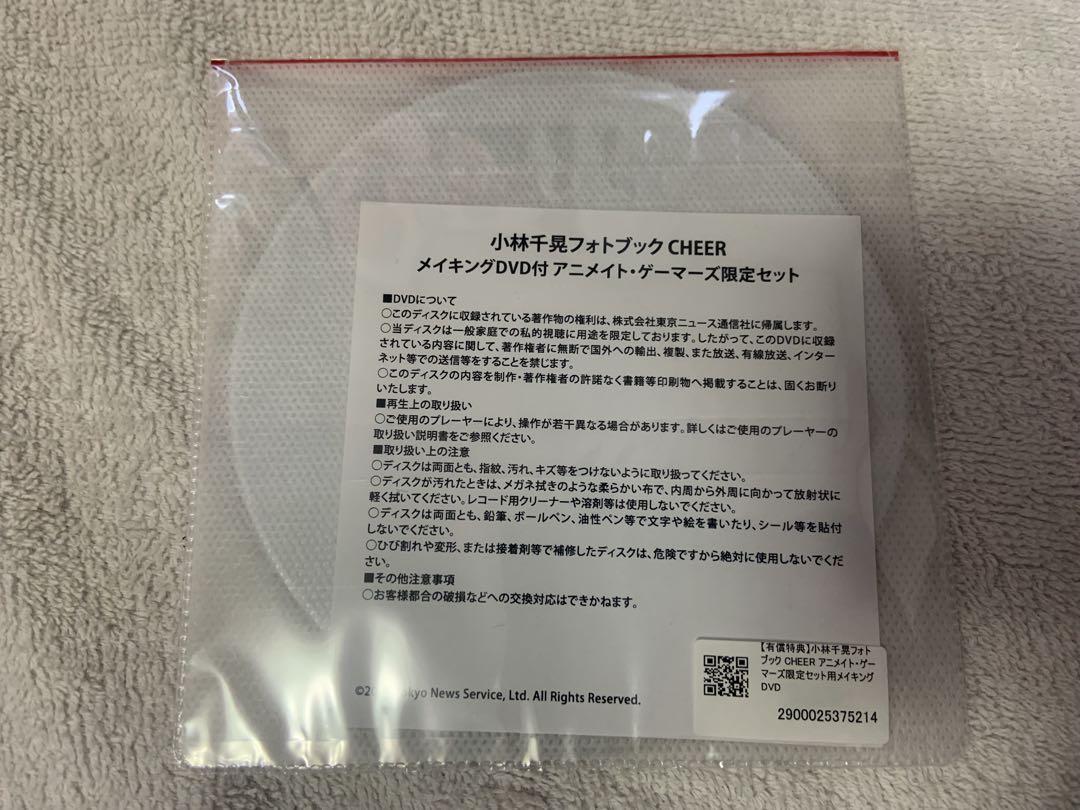 小林千晃フォトブック CHEER
メイキングDVD付 アニメイト・ゲーマーズ限定セット
■DVDについて
○このディスクに収録されている著作物の権利は、株式会社東京ニュース通信社に帰属します。
○当ディスクは一般家庭での私的視聴に用途を限定しております。したがって、このDVDに収録
されている内容に関して、著作権者に無断で国外への輸出、複製、また放送、有線放送、インター
ネット等での送信等をすることを禁じます。
○このディスクの内容を制作・著作権者の許諾なく書籍等印刷物へ掲載することは、固くお断り
いたします。
■再生上の取り扱い
○ご使用のプレーヤーにより、操作が若干異なる場合があります。詳しくはご使用のプレーヤーの
取り扱い説明書をご参照ください。
■取り扱い上の注意
○ディスクは両面とも、指紋、汚れ、キズ等をつけないように取り扱ってください。
○ディスクが汚れたときは、メガネ拭きのような柔らかい布で、内周から外周に向かって放射状に
軽く拭いてください。レコード用クリーナーや溶剤等は使用しないでください。
○ディスクは両面とも、鉛筆、ボールペン、油性ペン等で文字や絵を書いたり、シール等を貼付
しないでください。
○ひび割れや変形、または接着剤等で補修したディスクは、危険ですから絶対に使用しないでくだ
さい。
■その他注意事項
○お客様都合の破損などへの交換対応はできかねます。
News Service, Ltd. All Rights Reserved.
【有償特典】小林千晃フォト
ブック CHEER アニメイト・ゲー
マーズ限定セット用メイキング
DVD
2900025375214